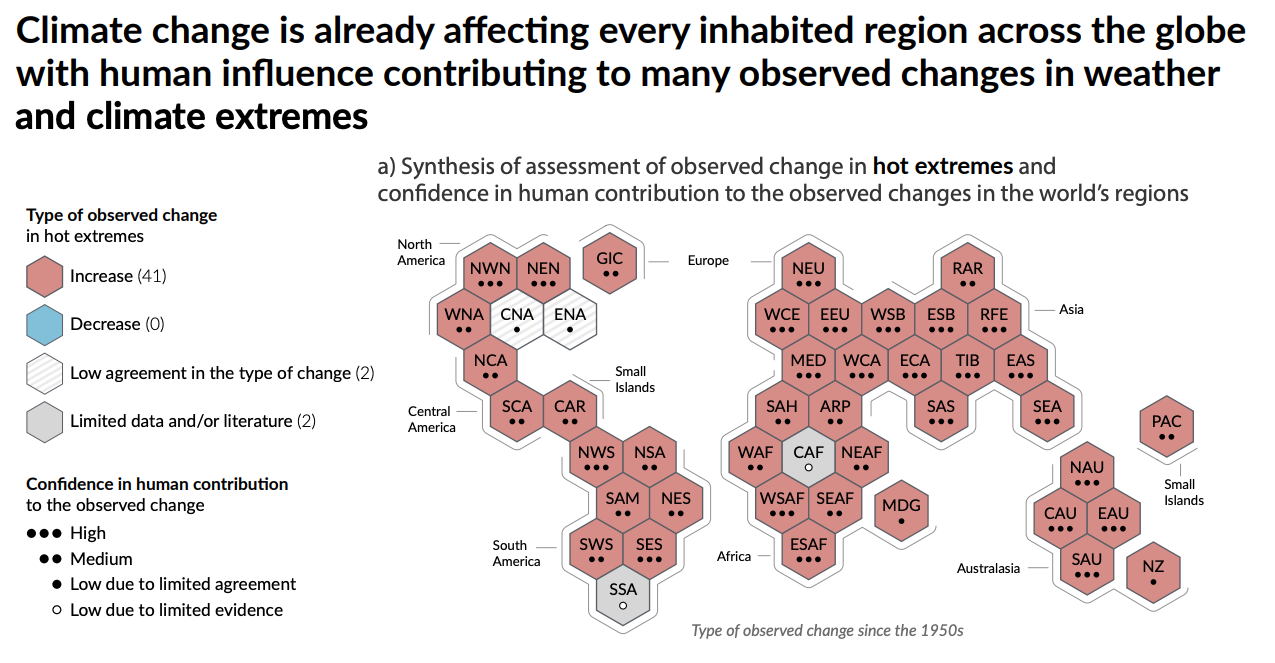 Climate change is already affecting every inhabited region across the globe
with human influence contributing to many observed changes in weather
and climate extremes
a) Synthesis of assessment of observed change in hot extremes and
confidence in human contribution to the observed changes in the world's regions
Type of observed change
in hot extremes
Increase (41)
Decrease (0)
Low agreement in the type of change (2)
Limited data and/or literature (2)
Confidence in human contribution
to the observed change
High
Medium
Low due to limited agreement
Low due to limited evidence
North
America
NWN
NEN
GIC
WNA
CNA
ENA
NCA
Small
Islands
Central
America
SCA
CAR
NWS
NSA
SAM
NES
South
America
SWS
SES
SSA
Europe
NEU
RAR
WCE
EEU
WSB
ESB
RFE
Asia
MED
WCA
ECA
TIB
EAS
SAH
ARP
SAS
SEA
WAF
CAF
NEAF
WSAF
SEAF
MDG
Africa
ESAF
PAC
Small
Islands
NAU
CAU
EAU
Australasia
SAU
NZ
Type of observed change since the 1950s